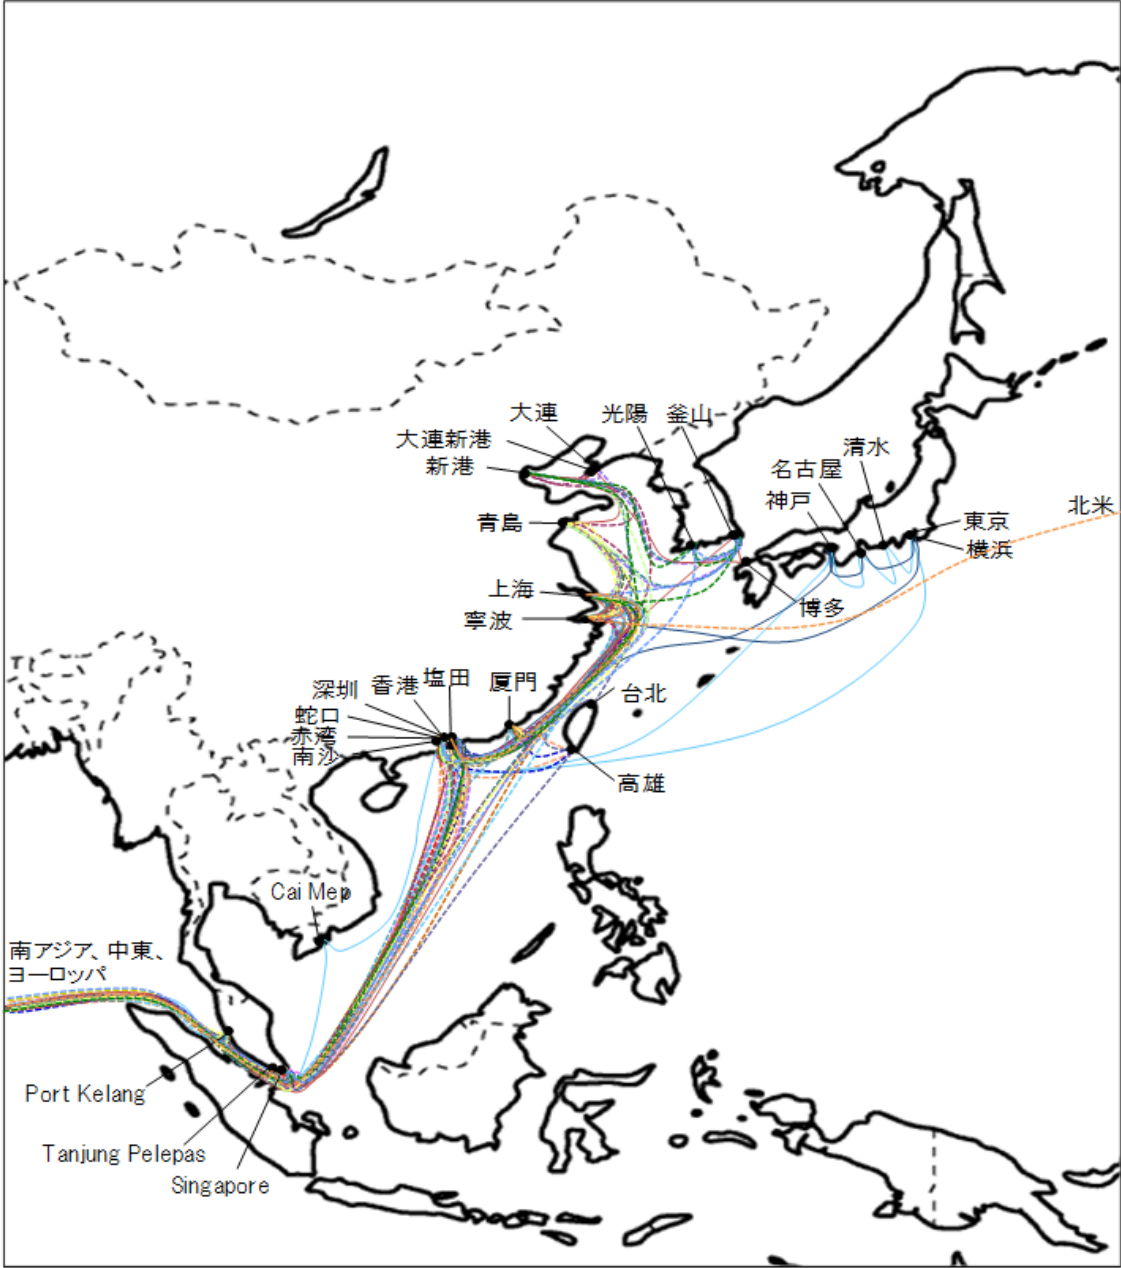 大連
光陽
釜山
大連新港
清水
新港
名古屋
神戸
北米
青島
東京
横浜
上海
博多
寧波
塩田
厦門
香港
深圳
台北
蛇口
赤湾
南沙
高雄
Cai Mep
南アジア、中東、
ヨーロッパ
Port Kelang
Tanjung Pelepas
Singapore